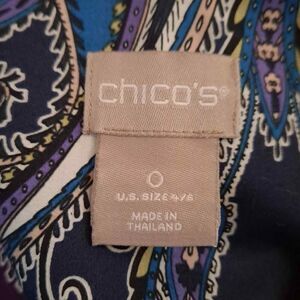 chico's®
0
U.S. SIZE 4/6
MADE IN
THAILAND